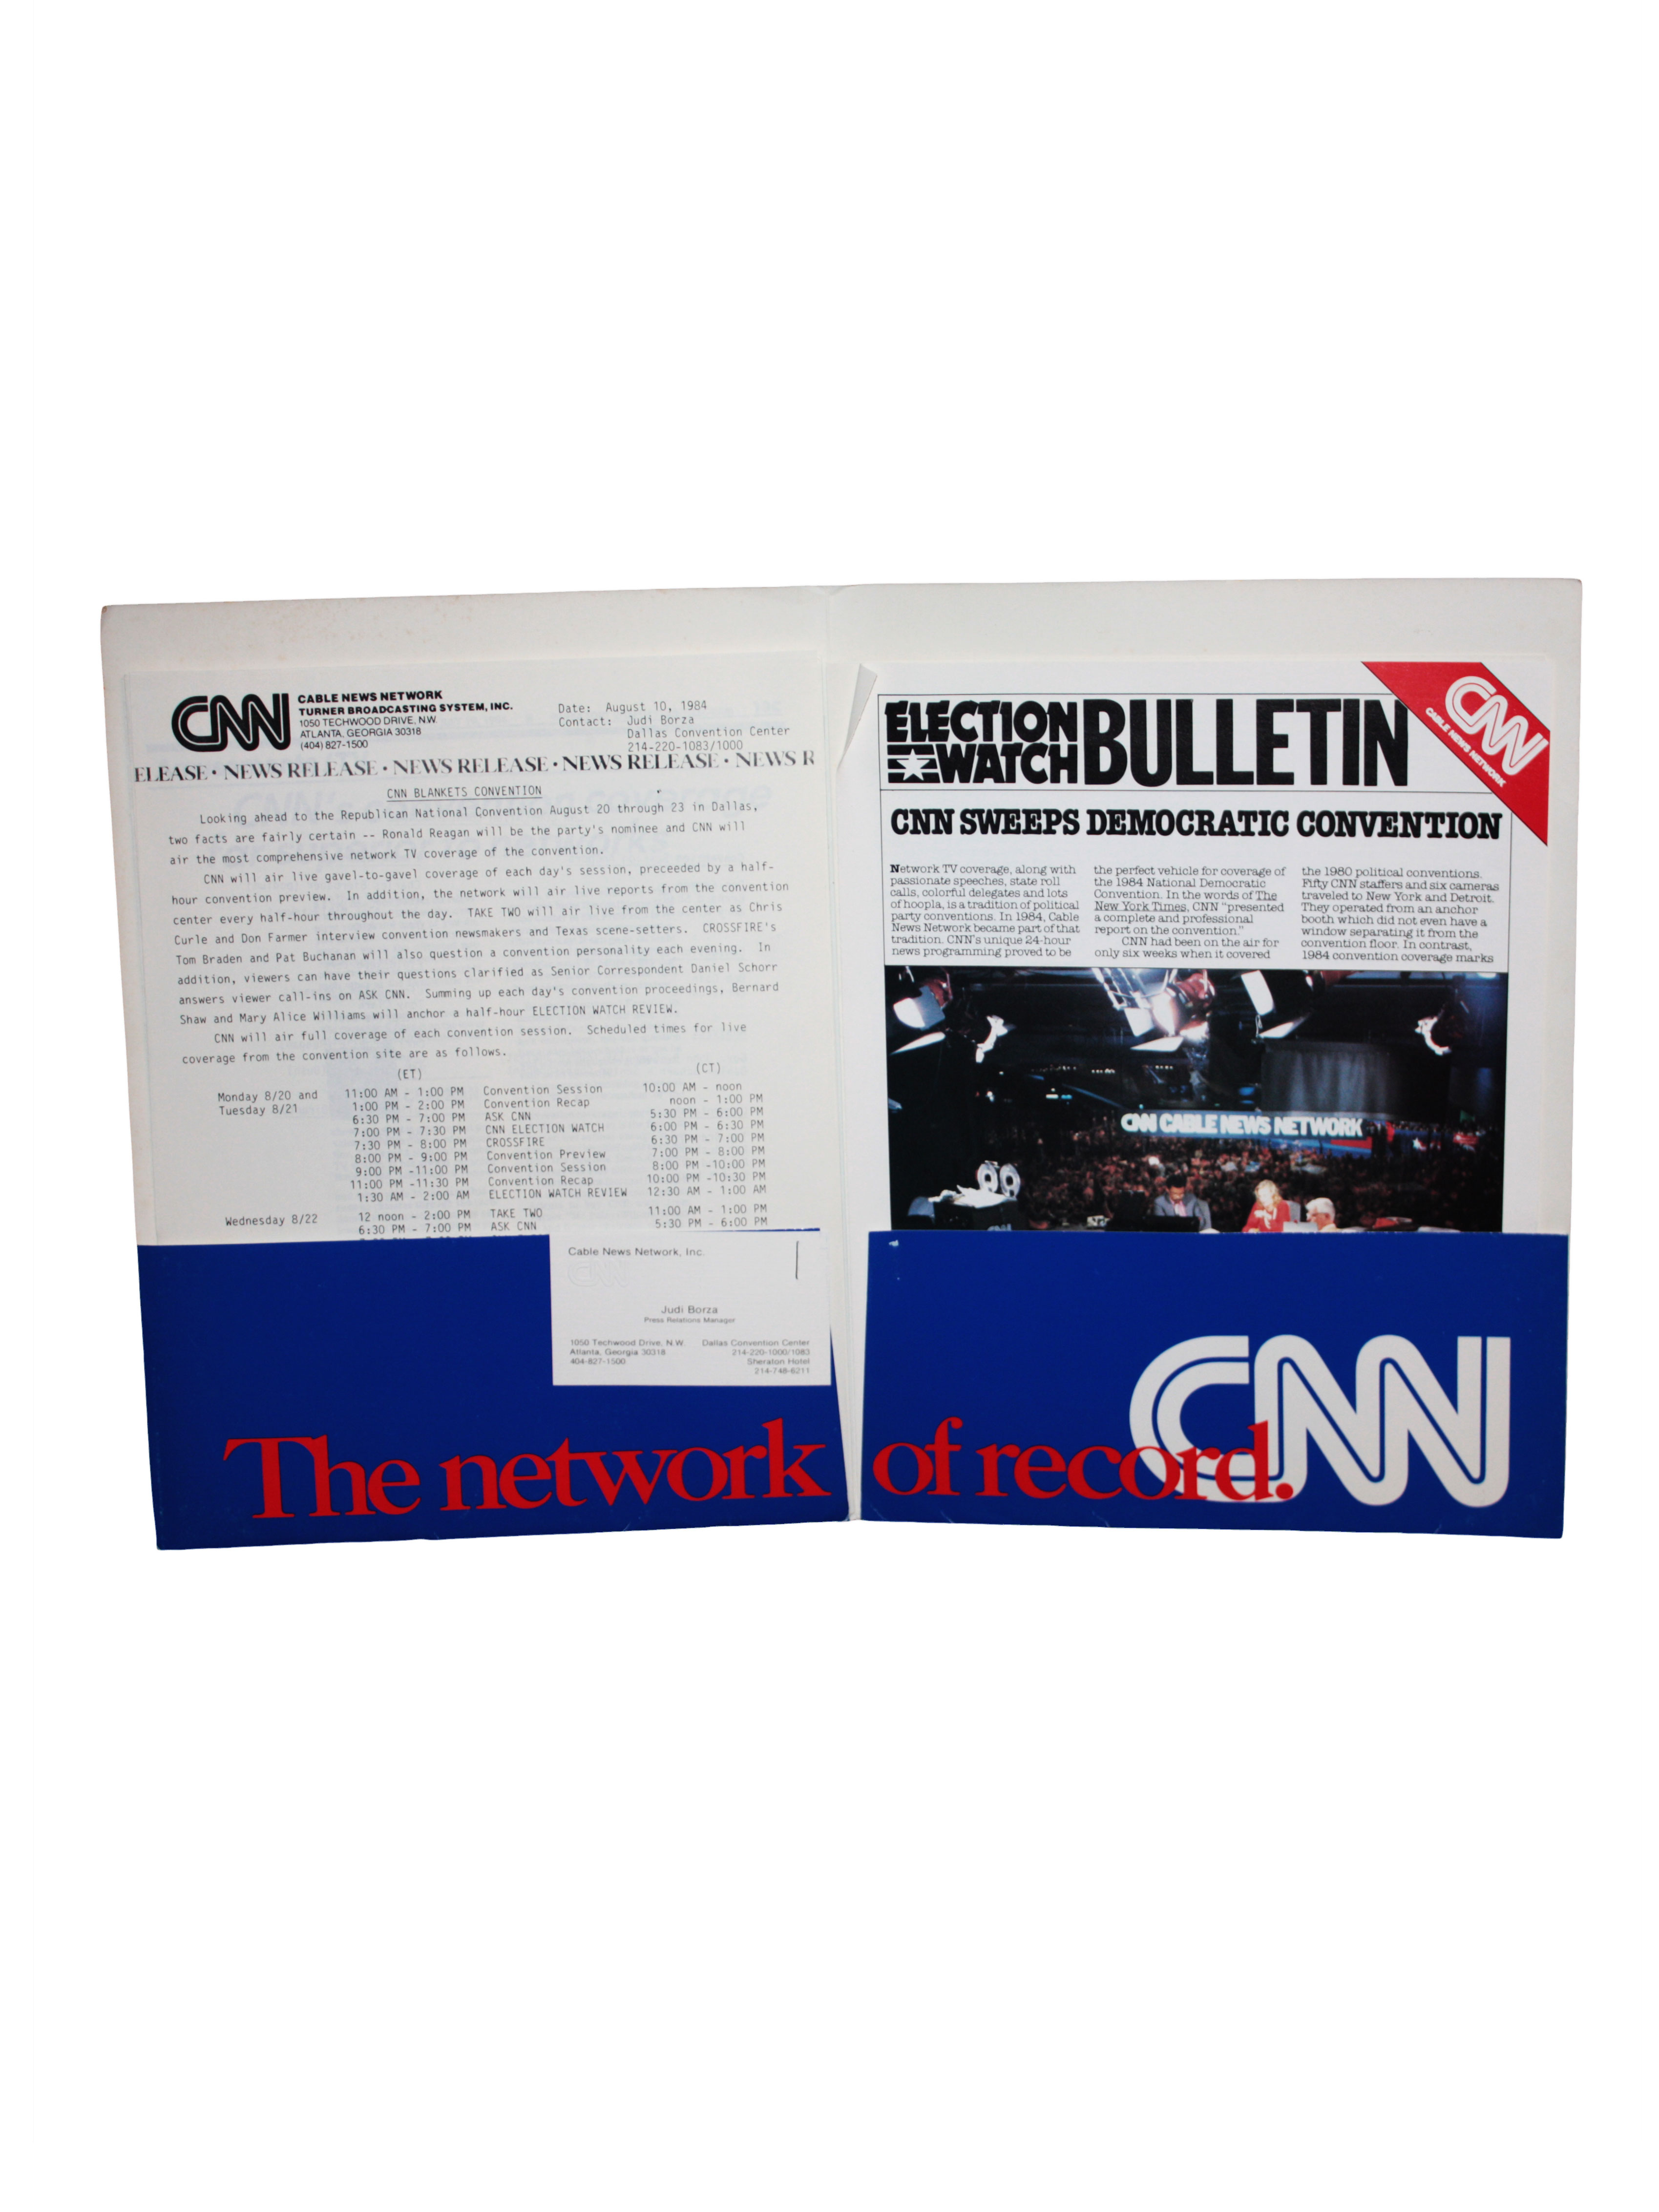 CNN
CABLE NEWS NETWORK
TURNER BROADCASTING SYSTEM, INC.
1050 TECHWOOD DRIVE, N.W.
ATLANTA, GEORGIA 30318
(404) 827-1500
Date: August 10, 1984
Contact: Judi Borza
Dallas Convention Center
214-220-1083/1000
ELEASE • NEWS RELEASE • NEWS RELEASE • NEWS RELEASE • NEWS R
CNN BLANKETS CONVENTION
Looking ahead to the Republican National Convention August 20 through 23 in Dallas,
two facts are fairly certain -- Ronald Reagan will be the party's nominee and CNN will
air the most comprehensive network TV coverage of the convention.
CNN will air live gavel-to-gavel coverage of each day's session, preceeded by a half-
hour convention preview. In addition, the network will air live reports from the convention
center every half-hour throughout the day. TAKE TWO will air live from the center as Chris
Curle and Don Farmer interview convention newsmakers and Texas scene-setters. CROSSFIRE's
Tom Braden and Pat Buchanan will also question a convention personality each evening. In
addition, viewers can have their questions clarified as Senior Correspondent Daniel Schorr
answers viewer call-ins on ASK CNN. Summing up each day's convention proceedings, Bernard
Shaw and Mary Alice Williams will anchor a half-hour ELECTION WATCH REVIEW.
CNN will air full coverage of each convention session. Scheduled times for live
coverage from the convention site are as follows.
(ET) (CT)
Monday 8/20 and 11:00 AM - 1:00 PM Convention Session 10:00 AM - noon
Tuesday 8/21 1:00 PM - 2:00 PM Convention Recap noon - 1:00 PM
6:30 PM - 7:00 PM ASK CNN 5:30 PM - 6:00 PM
7:00 PM - 7:30 PM CNN ELECTION WATCH 6:00 PM - 6:30 PM
7:30 PM - 8:00 PM CROSSFIRE 6:30 PM - 7:00 PM
8:00 PM - 9:00 PM Convention Preview 7:00 PM - 8:00 PM
9:00 PM -11:00 PM Convention Session 8:00 PM -10:00 PM
11:00 PM -11:30 PM Convention Recap 10:00 PM -10:30 PM
1:30 AM - 2:00 AM ELECTION WATCH REVIEW 12:30 AM - 1:00 AM
Wednesday 8/22 12 noon - 2:00 PM TAKE TWO 11:00 AM - 1:00 PM
6:30 PM - 7:00 PM ASK CNN 5:30 PM - 6:00 PM
Cable News Network, Inc.
CNN
Judi Borza
Press Relations Manager
1050 Techwood Drive, N.W. Dallas Convention Center
Atlanta, Georgia 30318 214-220-1000/1083
404-827-1500 Sheraton Hotel
214-748-6211
The network
ELECTION
WATCH
BULLETIN
CNN
CABLE NEWS NETWORK
CNN SWEEPS DEMOCRATIC CONVENTION
Network TV coverage, along with
passionate speeches, state roll
calls, colorful delegates and lots
of hoopla, is a tradition of political
party conventions. In 1984, Cable
News Network became part of that
tradition. CNN's unique 24-hour
news programming proved to be
the perfect vehicle for coverage of
the 1984 National Democratic
Convention. In the words of The
New York Times, CNN "presented
a complete and professional
report on the convention."
CNN had been on the air for
only six weeks when it covered
the 1980 political conventions.
Fifty CNN staffers and six cameras
traveled to New York and Detroit.
They operated from an anchor
booth which did not even have a
window separating it from the
convention floor. In contrast,
1984 convention coverage marks
CNN CABLE NEWS NETWORK
of record.
CNN